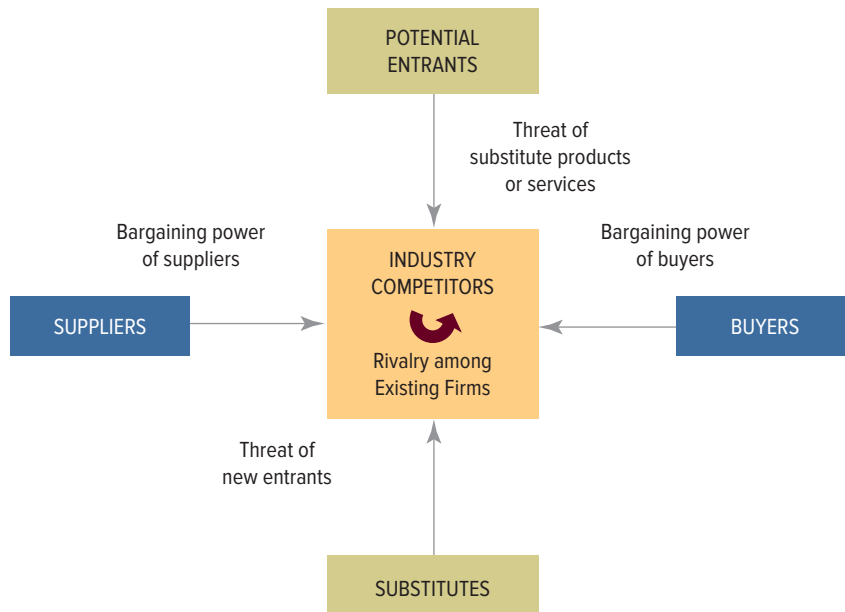 POTENTIAL
ENTRANTS
Threat of
substitute products
or services
Bargaining power
of suppliers
INDUSTRY
COMPETITORS
Bargaining power
of buyers
SUPPLIERS
Rivalry among
Existing Firms
BUYERS
Threat of
new entrants
SUBSTITUTES